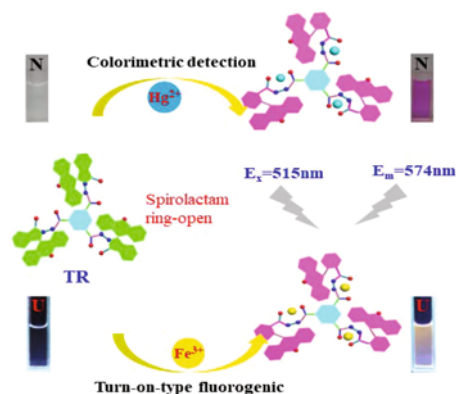 N
Colorimetric detection
N
Hg²⁺
Eₓ=515nm
Eₘ=574nm
Spirolactam
ring-open
TR
U
U
Fe³⁺
Turn-on-type fluorogenic